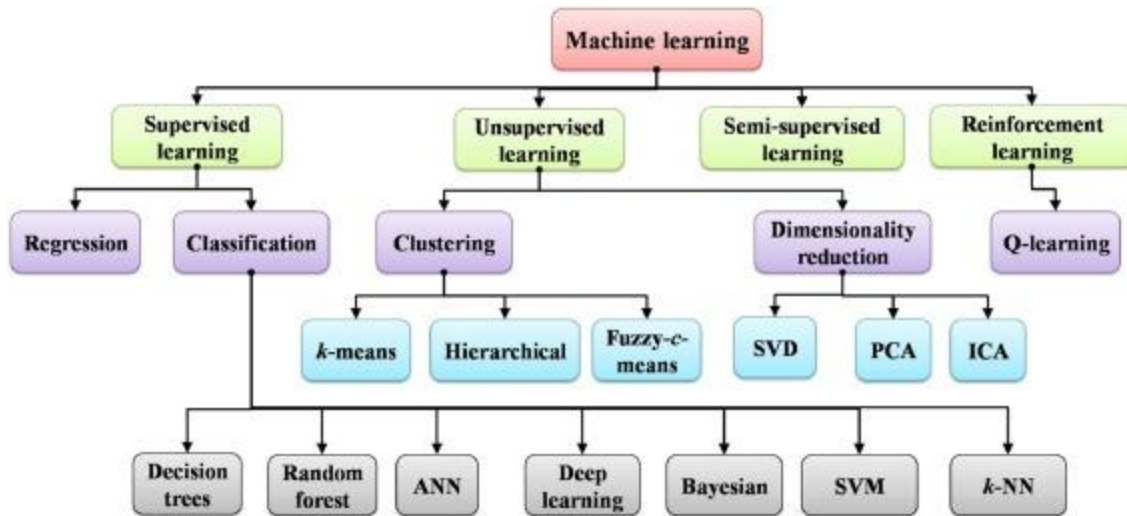 Machine learning
Supervised
learning
Unsupervised
learning
Semi-supervised
learning
Reinforcement
learning
Regression
Classification
Clustering
Dimensionality
reduction
Q-learning
k-means
Hierarchical
Fuzzy-c-
means
SVD
PCA
ICA
Decision
trees
Random
forest
ANN
Deep
learning
Bayesian
SVM
k-NN